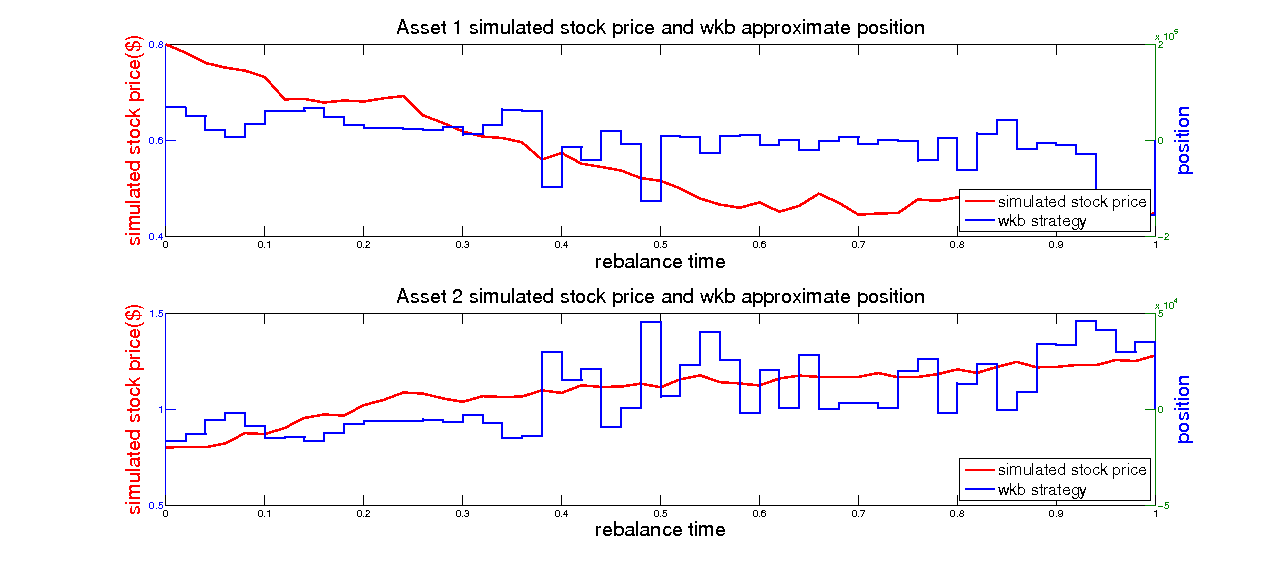 Asset 1 simulated stock price and wkb approximate position
x 10^5
simulated stock price($)
0.8
0.6
0.4
2
0
-2
position
simulated stock price
wkb strategy
0 0.1 0.2 0.3 0.4 0.5 0.6 0.7 0.8 0.9 1
rebalance time
Asset 2 simulated stock price and wkb approximate position
x 10^4
simulated stock price($)
1.5
1
0.5
5
0
-5
position
simulated stock price
wkb strategy
0 0.1 0.2 0.3 0.4 0.5 0.6 0.7 0.8 0.9 1
rebalance time